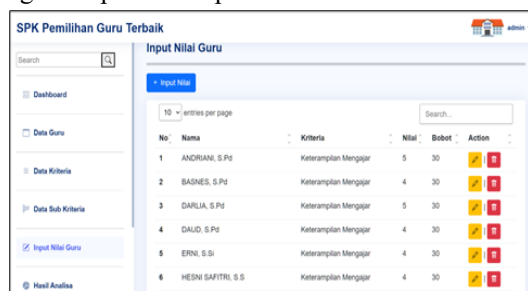 SPK Pemilihan Guru Terbaik
admin
Search
Dashboard
Data Guru
Data Kriteria
Data Sub Kriteria
Input Nilai Guru
Hasil Analisa
Input Nilai Guru
+ Input Nilai
10 entries per page
Search...
No Nama Kriteria Nilai Bobot Action
1 ANDRIANI, S.Pd Keterampilan Mengajar 5 30
2 BASNES, S.Pd Keterampilan Mengajar 4 30
3 DARLIA, S.Pd Keterampilan Mengajar 5 30
4 DAUD, S.Pd Keterampilan Mengajar 4 30
5 ERNI, S.Si Keterampilan Mengajar 4 30
6 HESNI SAFITRI, S.S Keterampilan Mengajar 4 30